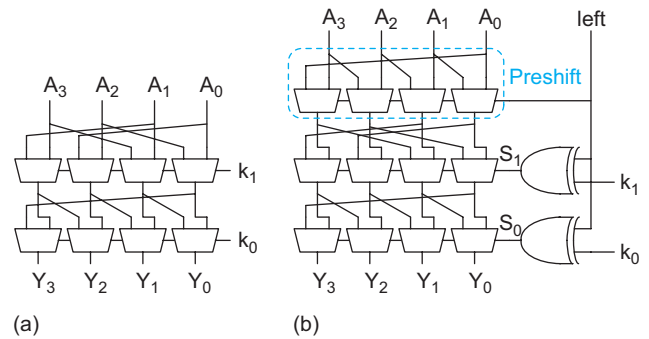 A3 A2 A1 A0 left
Preshift
A3 A2 A1 A0
k1
S1
k1
k0
S0
k0
Y3 Y2 Y1 Y0
Y3 Y2 Y1 Y0
(a)
(b)